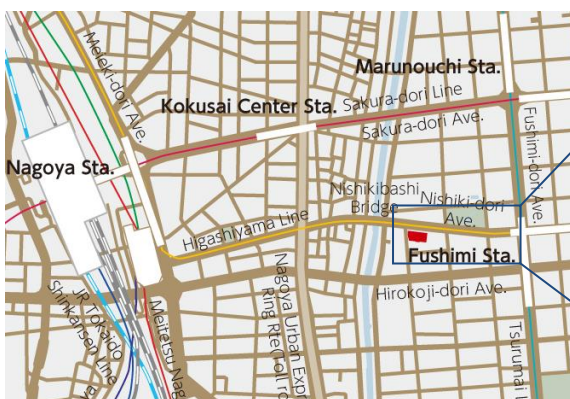 Meieki-dori Ave.
Marunouchi Sta.
Kokusai Center Sta.
Sakura-dori Line
Sakura-dori Ave.
Fushimi-dori Ave.
Nagoya Sta.
Nishikibashi
Bridge
Nishiki-dori
Ave.
Higashiyama Line
Fushimi Sta.
Hirokoji-dori Ave.
JR Tokaido
Shinkansen Line
Meitetsu Nag
Nagoya Urban Expr
Ring Rte(Toll ro
Tsurumai L